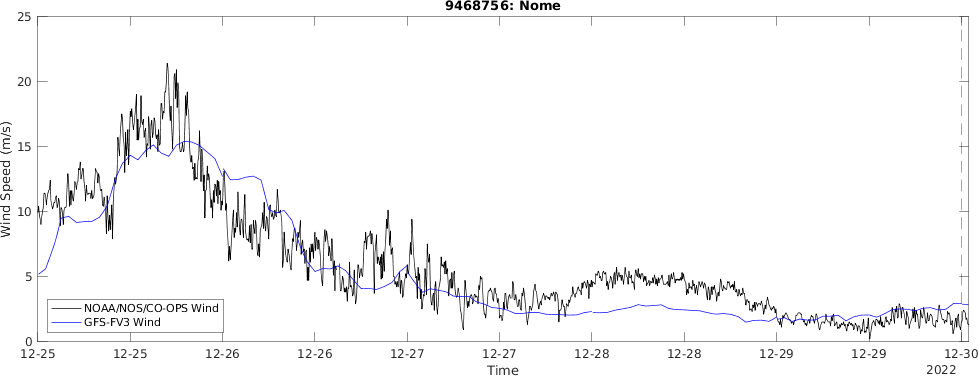 9468756: Nome
25
20
15
10
5
0
Wind Speed (m/s)
NOAA/NOS/CO-OPS Wind
GFS-FV3 Wind
12-25 12-25 12-26 12-26 12-27 12-27 12-28 12-28 12-29 12-29 12-30
Time
2022